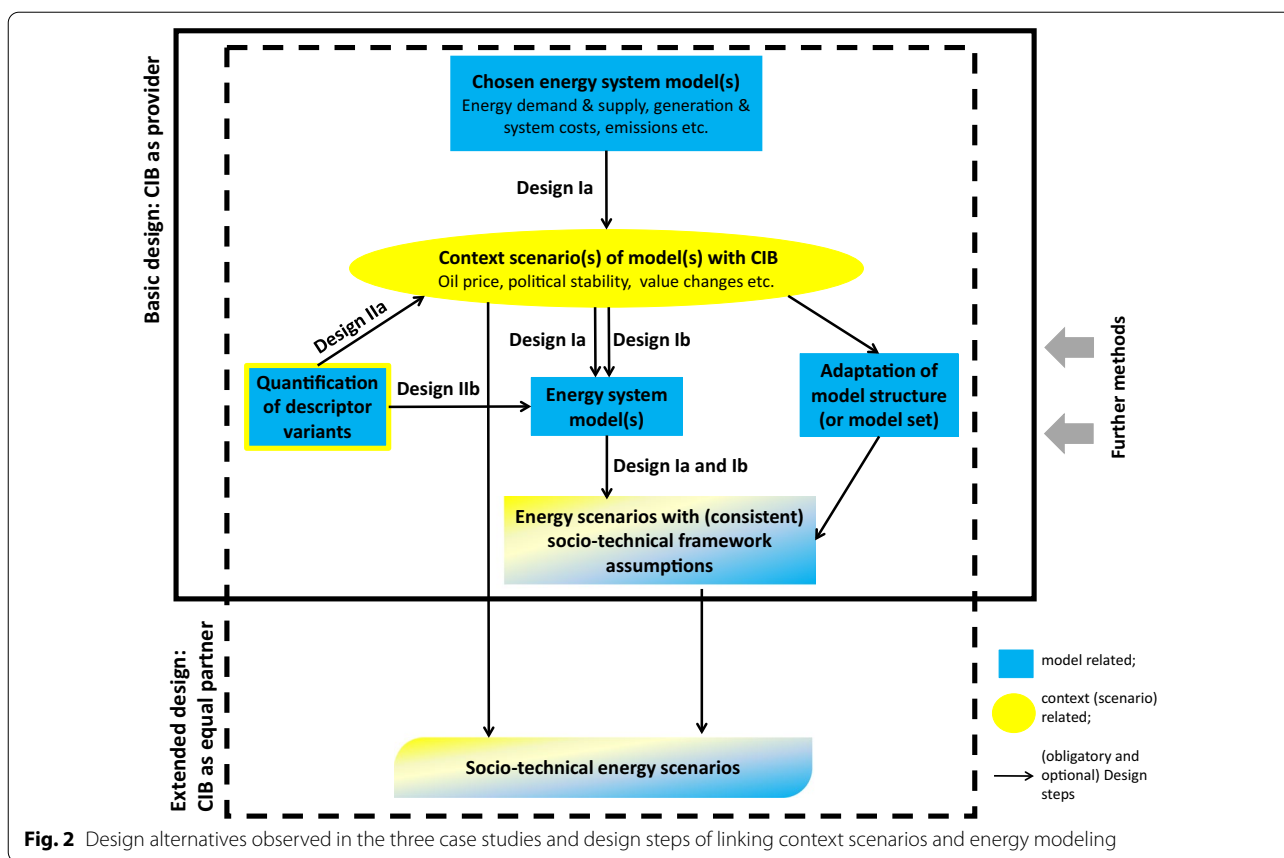 Basic design: CIB as provider
Chosen energy system model(s)
Energy demand & supply, generation &
system costs, emissions etc.
Design Ia
Context scenario(s) of model(s) with CIB
Oil price, political stability, value changes etc.
Design IIa
Design Ia
Design Ib
Quantification
of descriptor
variants
Design IIb
Energy system
model(s)
Adaptation of
model structure
(or model set)
Further methods
Design Ia and Ib
Energy scenarios with (consistent)
socio-technical framework
assumptions
Extended design:
CIB as equal partner
Socio-technical energy scenarios
model related;
context (scenario)
related;
(obligatory and
optional) Design
steps
Fig. 2 Design alternatives observed in the three case studies and design steps of linking context scenarios and energy modeling